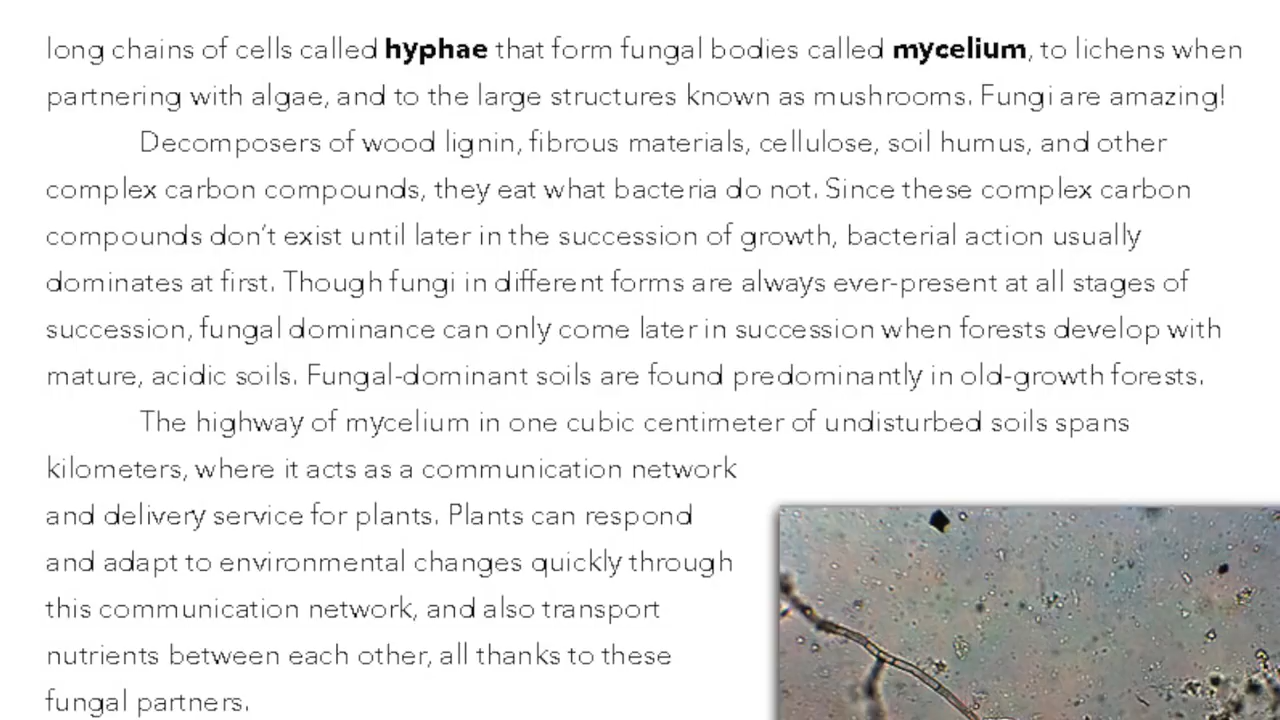 long chains of cells called hyphae that form fungal bodies called mycelium, to lichens when
partnering with algae, and to the large structures known as mushrooms. Fungi are amazing!
Decomposers of wood lignin, fibrous materials, cellulose, soil humus, and other
complex carbon compounds, they eat what bacteria do not. Since these complex carbon
compounds don't exist until later in the succession of growth, bacterial action usually
dominates at first. Though fungi in different forms are always ever-present at all stages of
succession, fungal dominance can only come later in succession when forests develop with
mature, acidic soils. Fungal-dominant soils are found predominantly in old-growth forests.
The highway of mycelium in one cubic centimeter of undisturbed soils spans
kilometers, where it acts as a communication network
and delivery service for plants. Plants can respond
and adapt to environmental changes quickly through
this communication network, and also transport
nutrients between each other, all thanks to these
fungal partners.